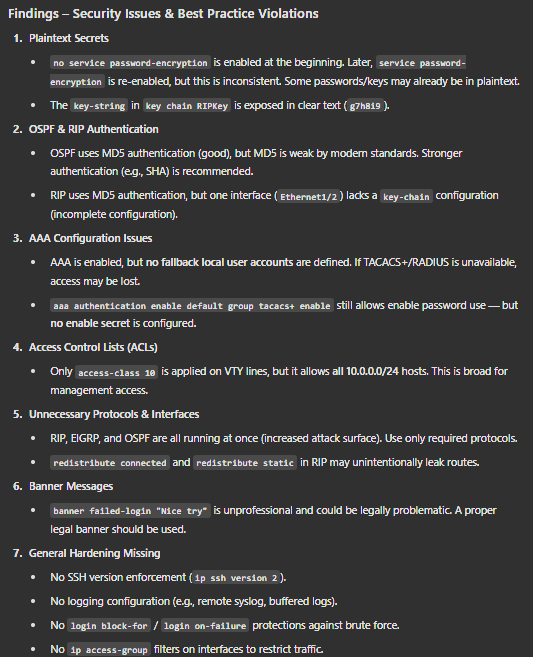 Findings – Security Issues & Best Practice Violations
1. Plaintext Secrets
• no service password-encryption is enabled at the beginning. Later, service password-
encryption is re-enabled, but this is inconsistent. Some passwords/keys may already be in plaintext.
• The key-string in key chain RIPKey is exposed in clear text (g7h8i9).
2. OSPF & RIP Authentication
• OSPF uses MD5 authentication (good), but MD5 is weak by modern standards. Stronger
authentication (e.g., SHA) is recommended.
• RIP uses MD5 authentication, but one interface (Ethernet1/2) lacks a key-chain configuration
(incomplete configuration).
3. AAA Configuration Issues
• AAA is enabled, but no fallback local user accounts are defined. If TACACS+/RADIUS is unavailable,
access may be lost.
• aaa authentication enable default group tacacs+ enable still allows enable password use — but
no enable secret is configured.
4. Access Control Lists (ACLs)
• Only access-class 10 is applied on VTY lines, but it allows all 10.0.0.0/24 hosts. This is broad for
management access.
5. Unnecessary Protocols & Interfaces
• RIP, EIGRP, and OSPF are all running at once (increased attack surface). Use only required protocols.
• redistribute connected and redistribute static in RIP may unintentionally leak routes.
6. Banner Messages
• banner failed-login "Nice try" is unprofessional and could be legally problematic. A proper
legal banner should be used.
7. General Hardening Missing
• No SSH version enforcement (ip ssh version 2).
• No logging configuration (e.g., remote syslog, buffered logs).
• No login block-for / login on-failure protections against brute force.
• No ip access-group filters on interfaces to restrict traffic.